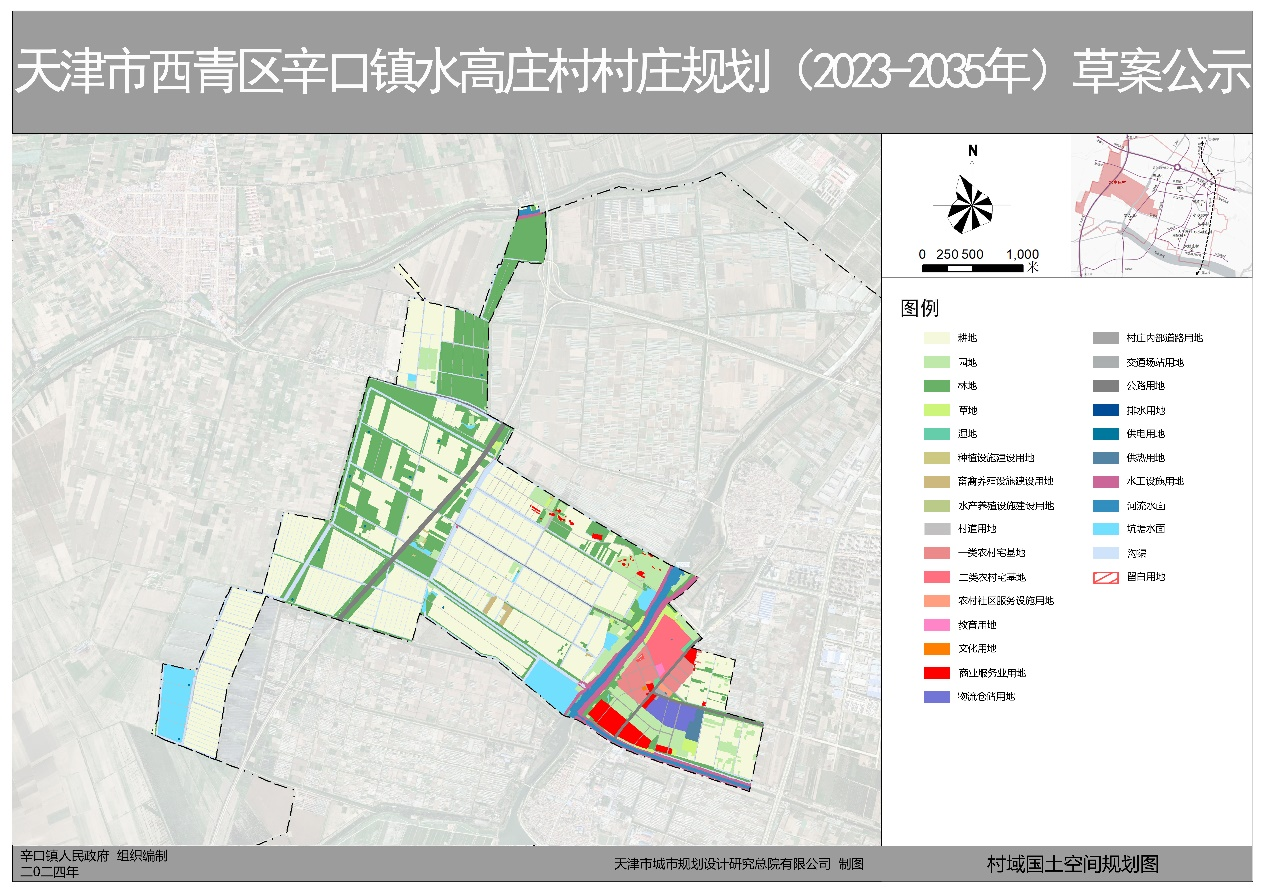 天津市西青区辛口镇水高庄村村庄规划（2023-2035年）草案公示
N
0 250 500 1,000
米
图例
耕地
园地
林地
草地
湿地
种植设施建设用地
畜禽养殖设施建设用地
水产养殖设施建设用地
村道用地
一类农村宅基地
二类农村宅基地
农村社区服务设施用地
教育用地
文化用地
商业服务业用地
物流仓储用地
村庄内部道路用地
交通场站用地
公路用地
排水用地
供电用地
供热用地
水工设施用地
河流水面
坑塘水面
沟渠
留白用地
辛口镇人民政府 组织编制
二〇二四年
天津市城市规划设计研究总院有限公司 制图
村域国土空间规划图